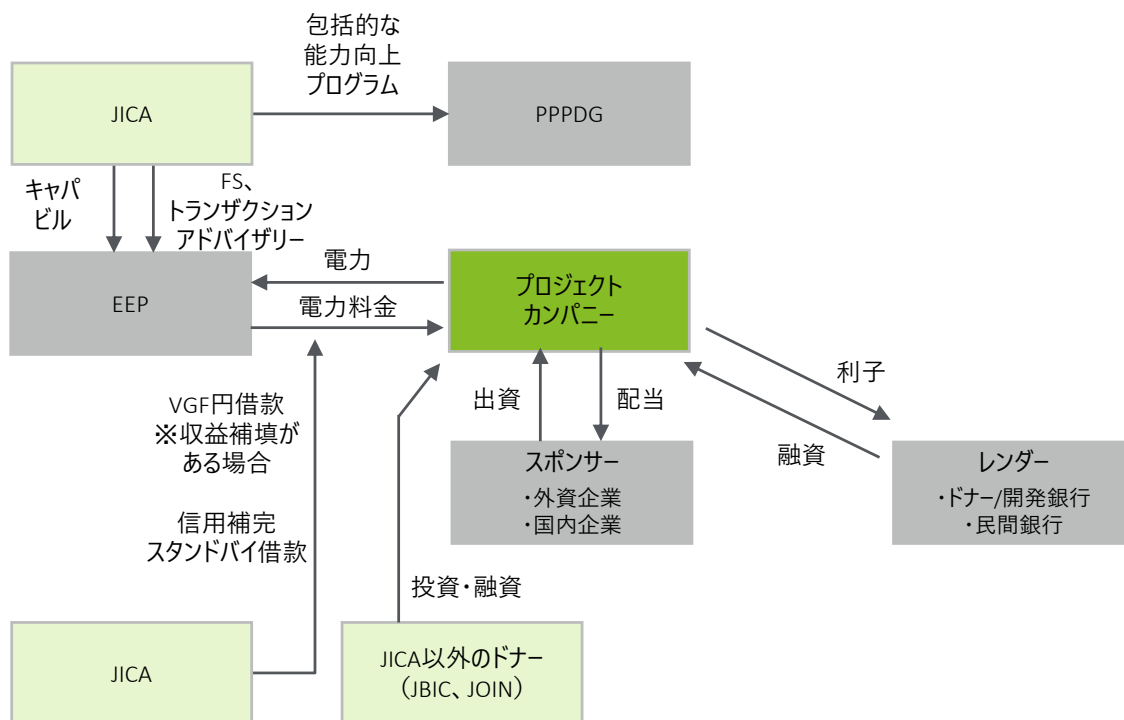 包括的な
能力向上
プログラム
JICA
PPPDG
キャパ
ビル
FS、
トランザクション
アドバイザリー
EEP
電力
電力料金
プロジェクト
カンパニー
利子
融資
出資
配当
VGF円借款
※収益補填が
ある場合
信用補完
スタンドバイ借款
スポンサー
・外資企業
・国内企業
レンダー
・ドナー/開発銀行
・民間銀行
投資・融資
JICA
JICA以外のドナー
（JBIC、JOIN）